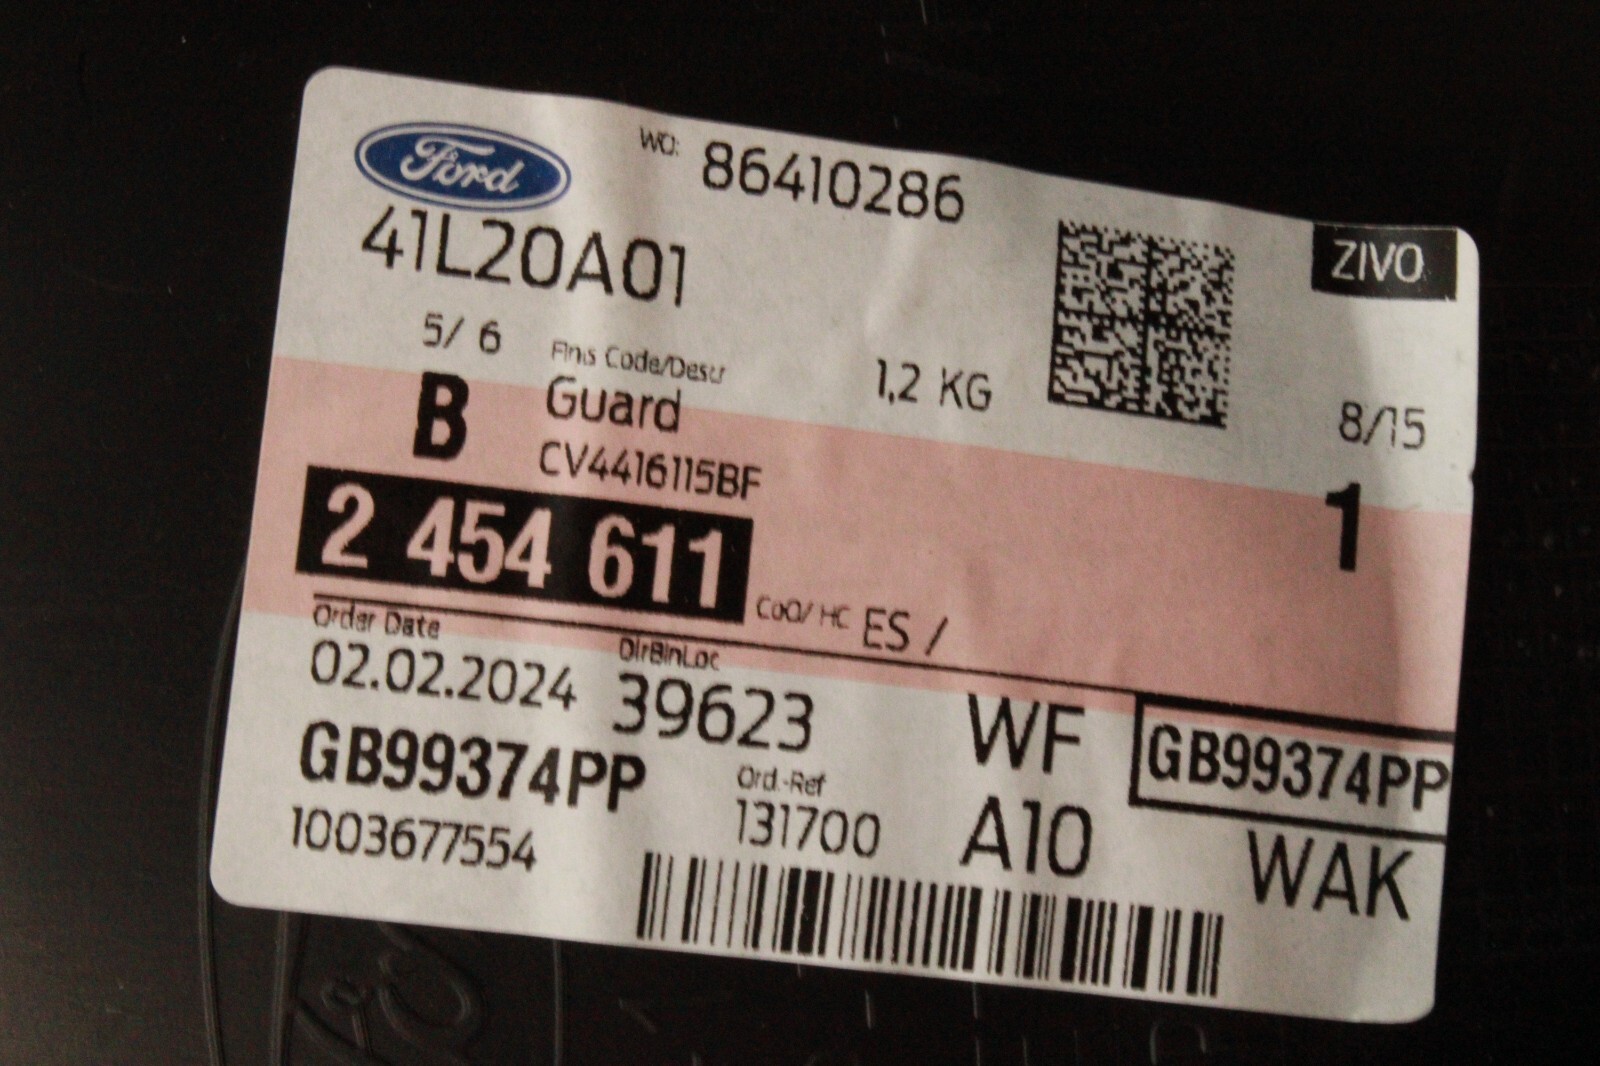 Ford
WO: 86410286
41L20A01
ZIVO
5/ 6
Finis Code/Descr
1,2 KG
8/15
B
Guard
CV4416115BF
1
2 454 611
CoO/ HC ES /
Order Date
DirBinLoc
02.02.2024
39623
WF
GB99374PP
GB99374PP
Ord.-Ref
1003677554
131700
A10
WAK